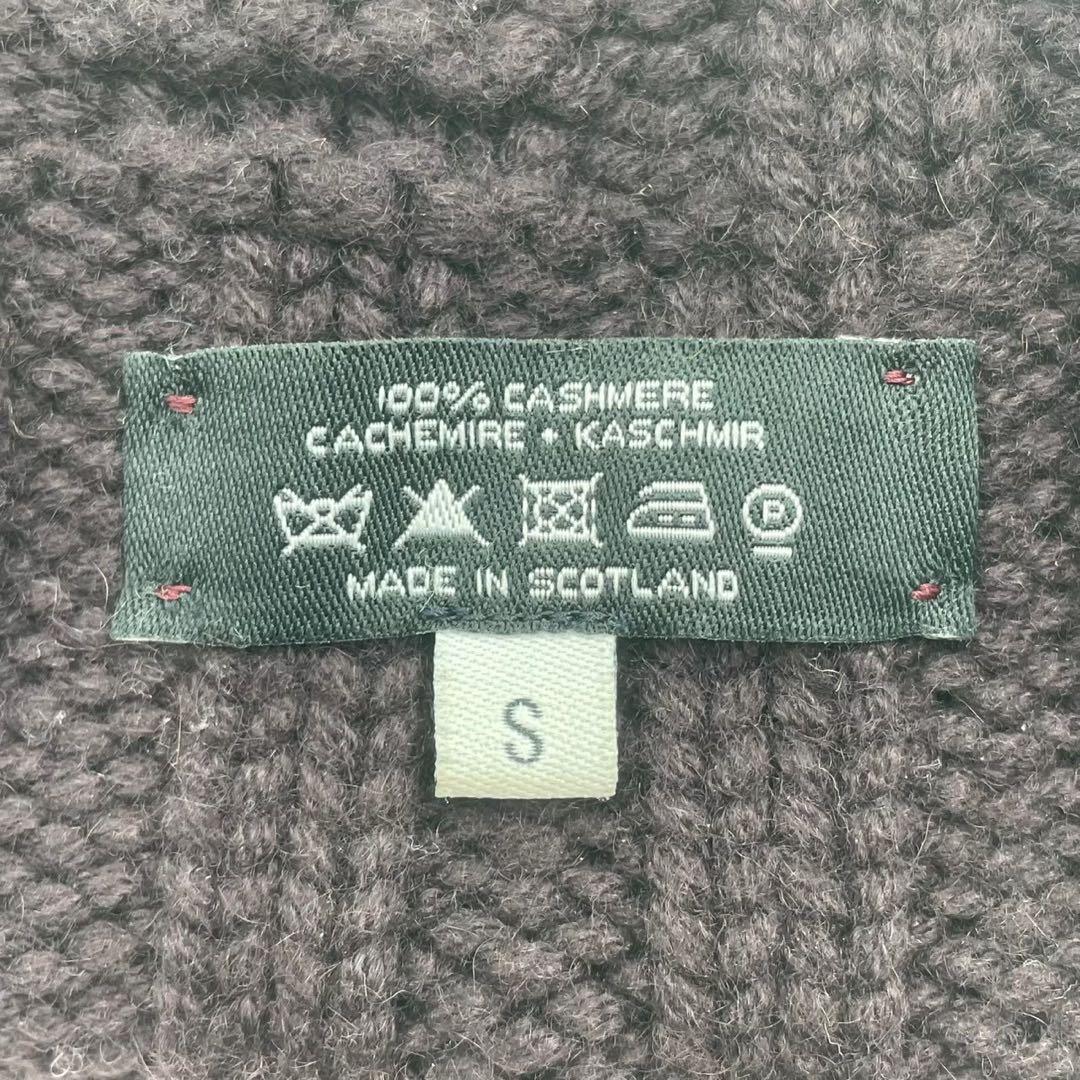 100% CASHMERE
CACHEMIRE • KASCHMIR
P
MADE IN SCOTLAND
S